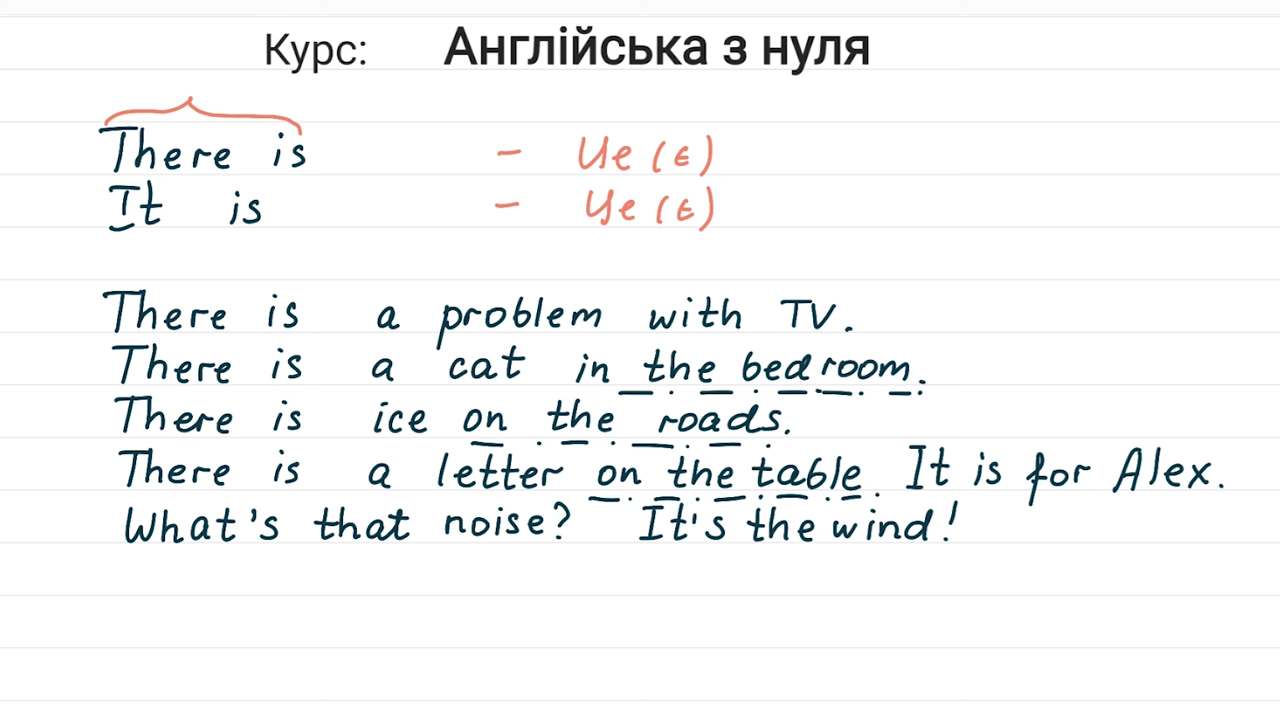 Курс: Англійська з нуля
There is - Це (є)
It is - Це (є)
There is a problem with TV.
There is a cat in the bedroom.
There is ice on the roads.
There is a letter on the table. It is for Alex.
What's that noise? It's the wind!